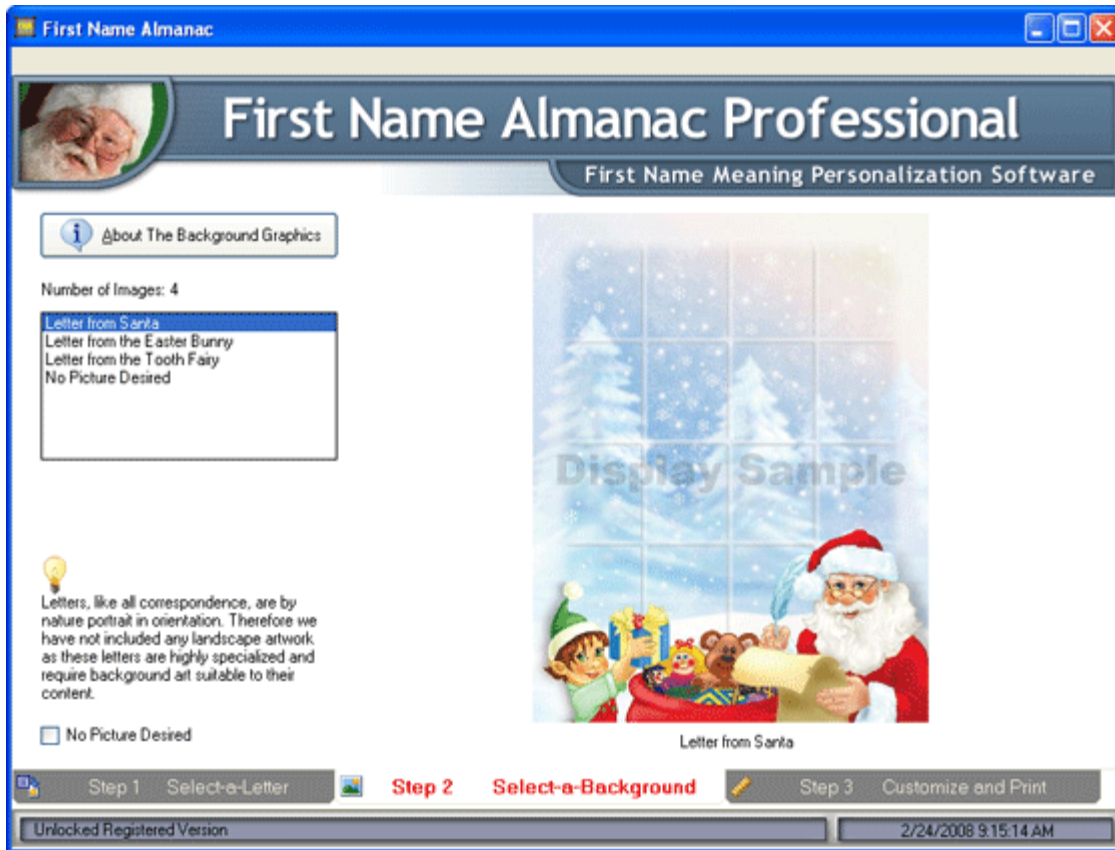 First Name Almanac
First Name Almanac Professional
First Name Meaning Personalization Software
About The Background Graphics
Number of Images: 4
Letter from Santa
Letter from the Easter Bunny
Letter from the Tooth Fairy
No Picture Desired
Display Sample
Letters, like all correspondence, are by
nature portrait in orientation. Therefore we
have not included any landscape artwork
as these letters are highly specialized and
require background art suitable to their
content.
No Picture Desired
Letter from Santa
Step 1 Select-a-Letter
Step 2 Select-a-Background
Step 3 Customize and Print
Unlocked Registered Version
2/24/2008 9:15:14 AM